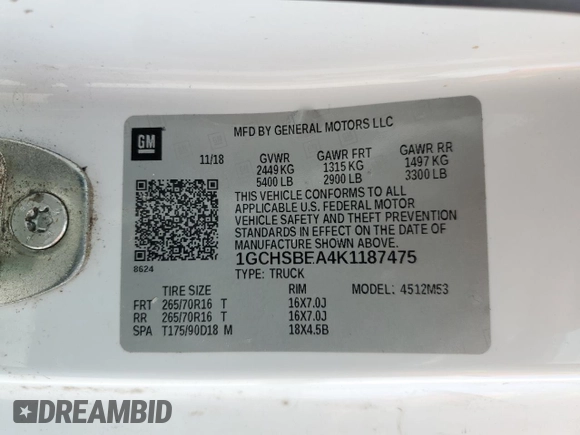 GM
MFD BY GENERAL MOTORS LLC
11/18 GVWR GAWR FRT GAWR RR
2449 KG 1315 KG 1497 KG
5400 LB 2900 LB 3300 LB
THIS VEHICLE CONFORMS TO ALL
APPLICABLE U.S. FEDERAL MOTOR
VEHICLE SAFETY AND THEFT PREVENTION
STANDARDS IN EFFECT ON THE DATE OF
MANUFACTURE SHOWN ABOVE.
8624
1GCHSBEA4K1187475
TYPE: TRUCK MODEL: 4512M53
TIRE SIZE RIM
FRT 265/70R16 T 16X7.0J
RR 265/70R16 T 16X7.0J
SPA T175/90D18 M 18X4.5B
DREAMBID